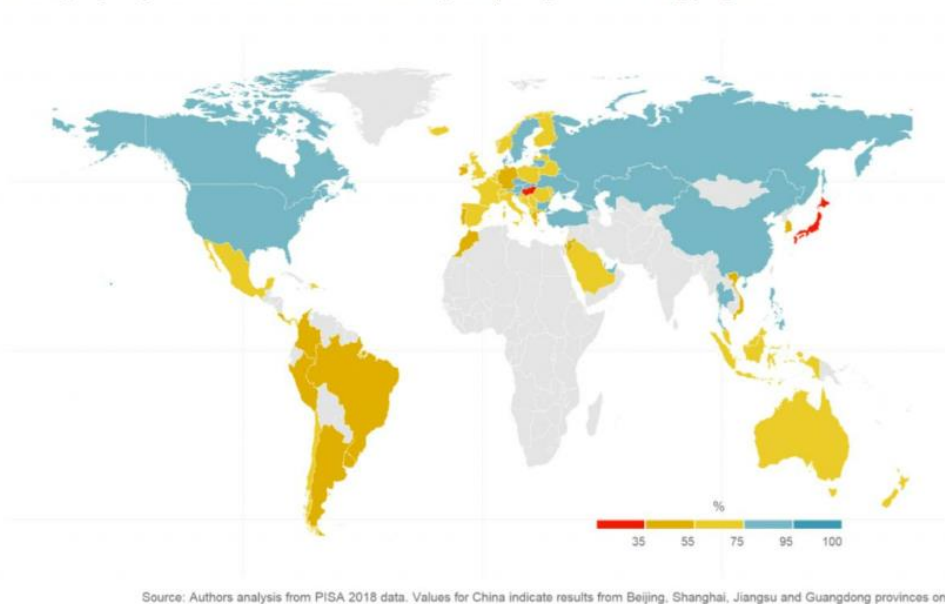 %
35 55 75 95 100
Source: Authors analysis from PISA 2018 data. Values for China indicate results from Beijing, Shanghai, Jiangsu and Guangdong provinces on